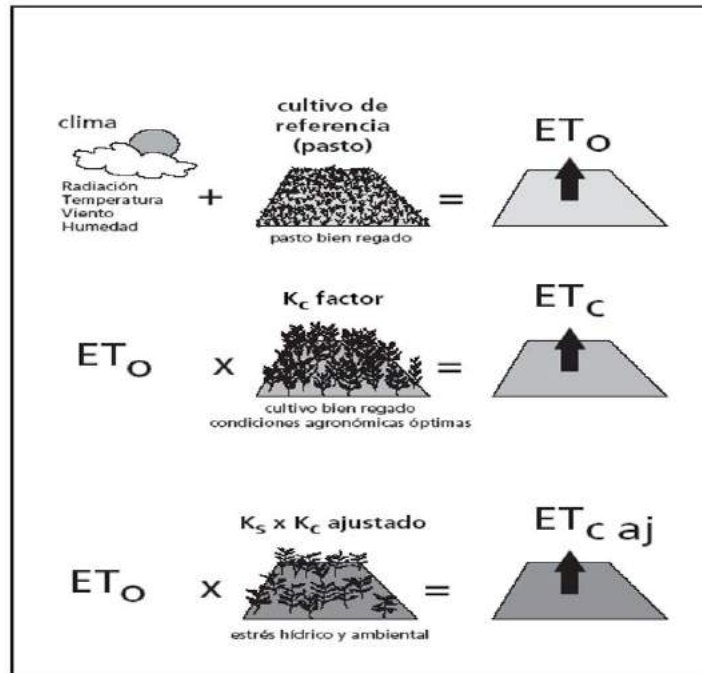 clima
Radiación
Temperatura
Viento
Humedad
+
cultivo de
referencia
(pasto)
pasto bien regado
=
ETo
ETo
x
Kc factor
cultivo bien regado
condiciones agronómicas óptimas
=
ETc
ETo
x
Ks x Kc ajustado
estrés hídrico y ambiental
=
ETc aj